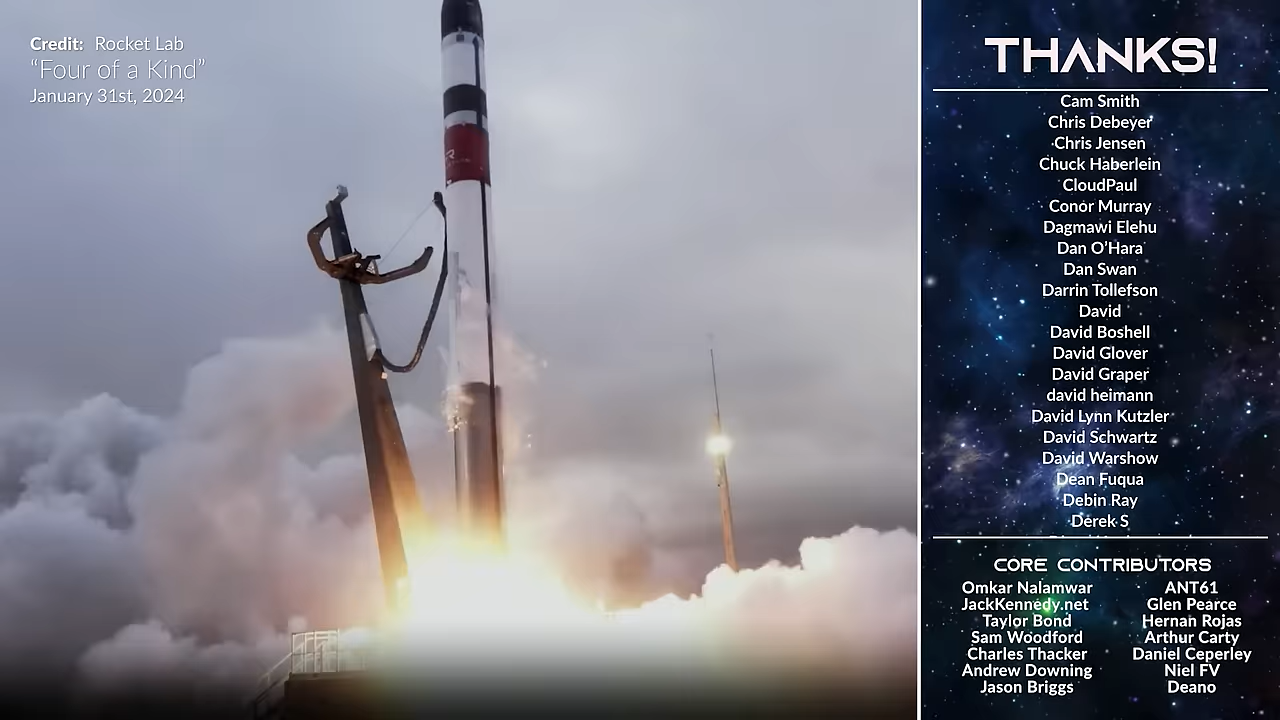 Credit: Rocket Lab
“Four of a Kind”
January 31st, 2024
THANKS!
Cam Smith
Chris Debeyer
Chris Jensen
Chuck Haberlein
CloudPaul
Conor Murray
Dagmawi Elehu
Dan O’Hara
Dan Swan
Darrin Tollefson
David
David Boshell
David Glover
David Graper
david heimann
David Lynn Kutzler
David Schwartz
David Warshow
Dean Fuqua
Debin Ray
Derek S
CORE CONTRIBUTORS
Omkar Nalamwar
JackKennedy.net
Taylor Bond
Sam Woodford
Charles Thacker
Andrew Downing
Jason Briggs
ANT61
Glen Pearce
Hernan Rojas
Arthur Carty
Daniel Ceperley
Niel FV
Deano